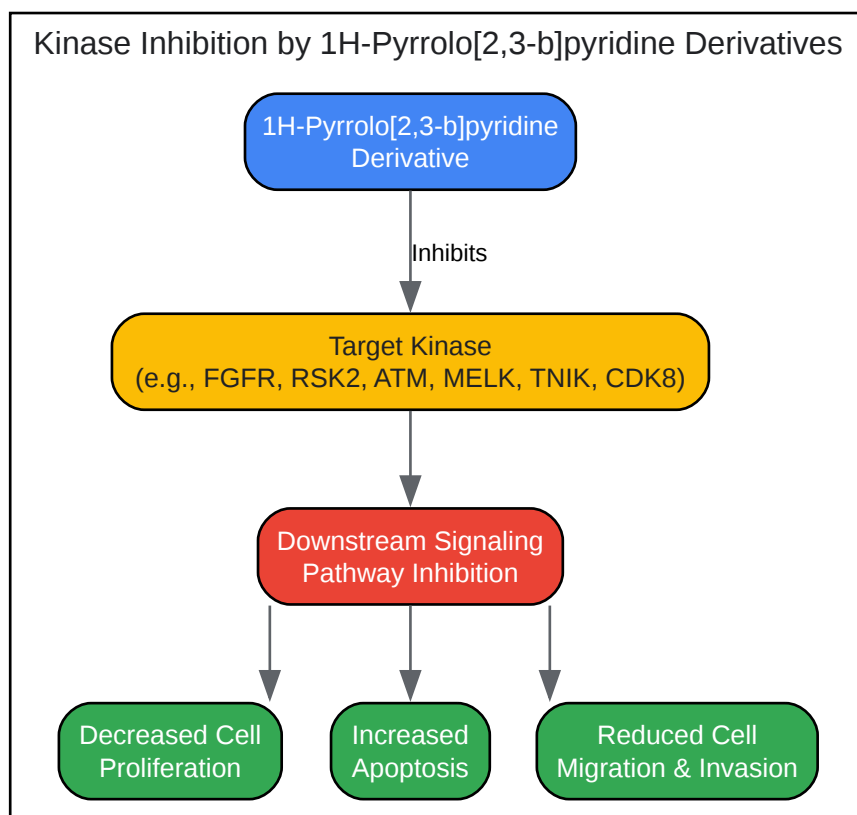 Kinase Inhibition by 1H-Pyrrolo[2,3-b]pyridine Derivatives
1H-Pyrrolo[2,3-b]pyridine
Derivative
Inhibits
Target Kinase
(e.g., FGFR, RSK2, ATM, MELK, TNIK, CDK8)
Downstream Signaling
Pathway Inhibition
Decreased Cell
Proliferation
Increased
Apoptosis
Reduced Cell
Migration & Invasion